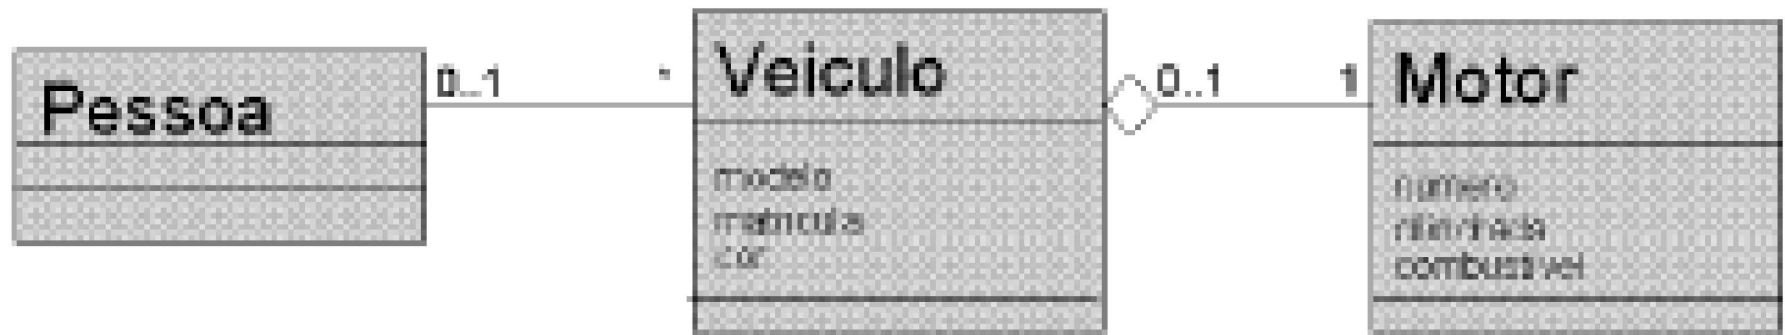 Pessoa
0..1 *
Veiculo
modelo
matricula
cor
0..1 1
Motor
numero
cilindrada
combustivel